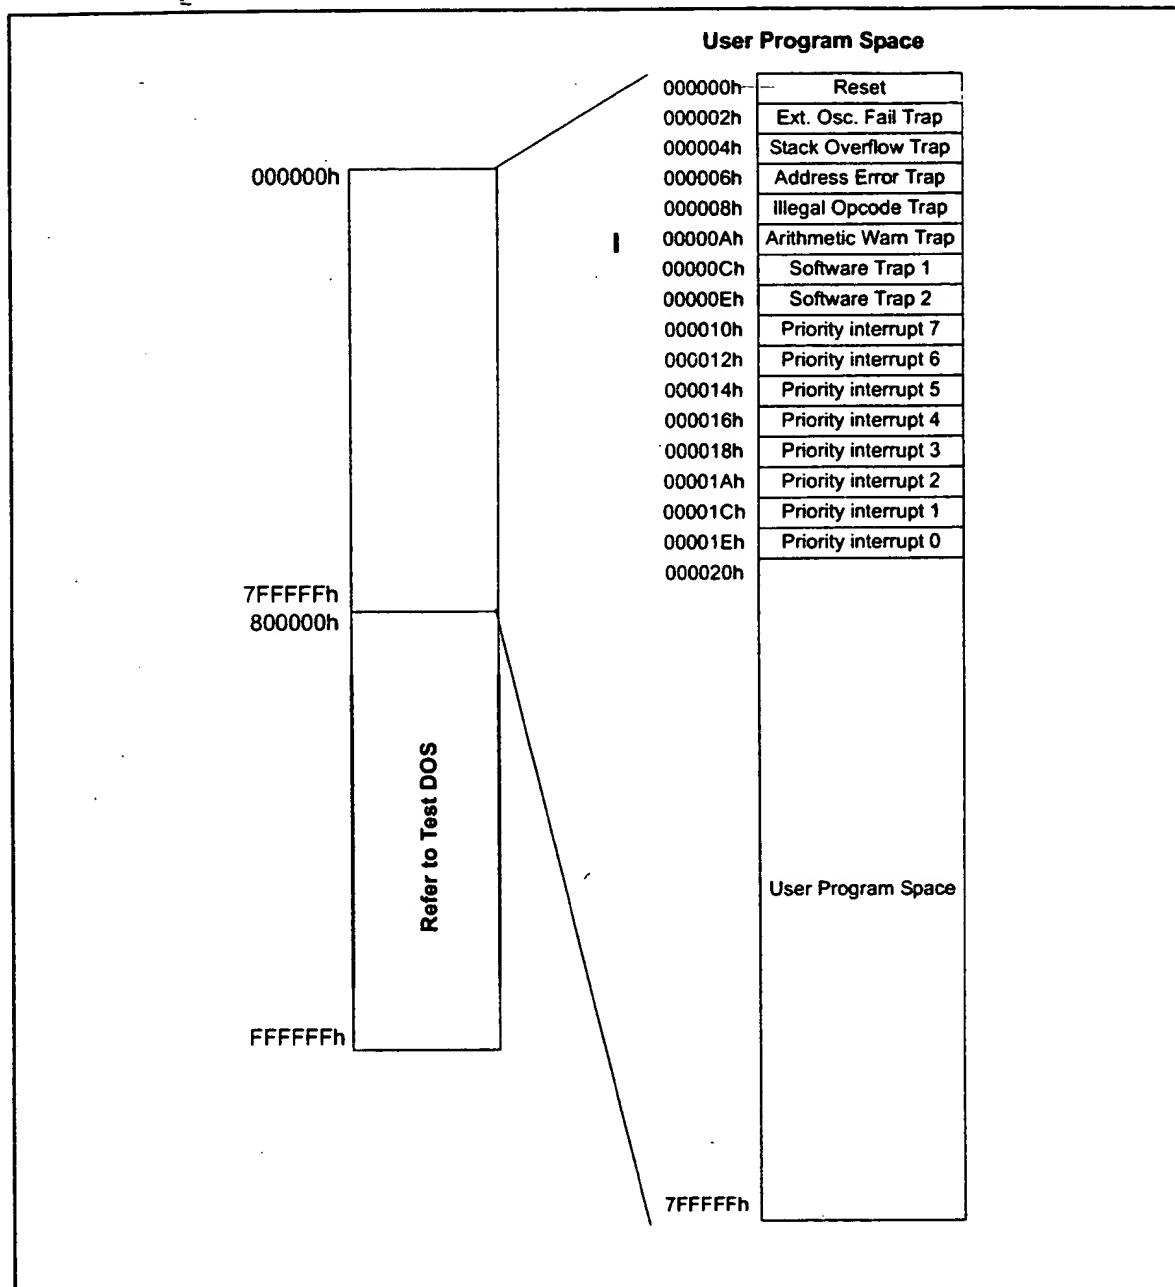 User Program Space
000000h
7FFFFFh
800000h
Refer to Test DOS
FFFFFFh
000000h Reset
000002h Ext. Osc. Fail Trap
000004h Stack Overflow Trap
000006h Address Error Trap
000008h Illegal Opcode Trap
00000Ah Arithmetic Warn Trap
00000Ch Software Trap 1
00000Eh Software Trap 2
000010h Priority interrupt 7
000012h Priority interrupt 6
000014h Priority interrupt 5
000016h Priority interrupt 4
000018h Priority interrupt 3
00001Ah Priority interrupt 2
00001Ch Priority interrupt 1
00001Eh Priority interrupt 0
000020h
User Program Space
7FFFFFh